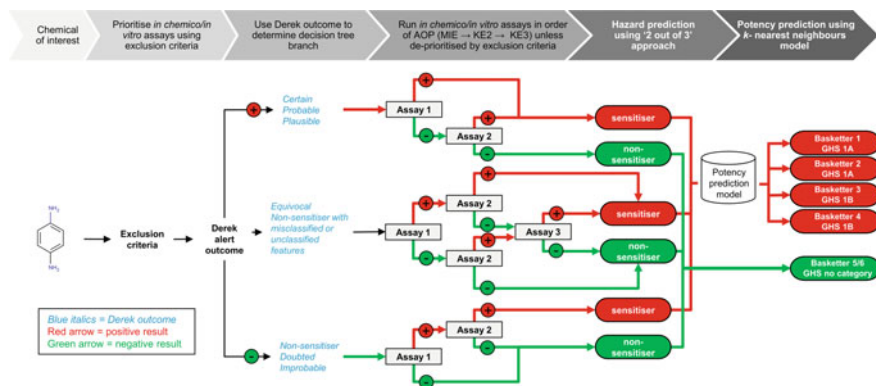 Chemical
of interest
Prioritise in chemico/in
vitro assays using
exclusion criteria
Use Derek outcome to
determine decision tree
branch
Run in chemico/in vitro assays in order
of AOP (MIE → KE2 → KE3) unless
de-prioritised by exclusion criteria
Hazard prediction
using '2 out of 3'
approach
Potency prediction using
k- nearest neighbours
model
Certain
Probable
Plausible
+
Assay 1
+
-
Assay 2
+
-
sensitiser
non-
sensitiser
Equivocal
Non-sensitiser with
misclassified or
unclassified
features
Assay 1
+
-
Assay 2
+
-
Assay 2
+
-
Assay 3
+
-
sensitiser
non-
sensitiser
NH₂
NH₂
Exclusion
criteria
Derek
alert
outcome
-
Non-sensitiser
Doubted
Improbable
Assay 1
+
-
Assay 2
+
-
sensitiser
non-
sensitiser
Potency
prediction
model
Basketter 1
GHS 1A
Basketter 2
GHS 1A
Basketter 3
GHS 1B
Basketter 4
GHS 1B
Basketter 5/6
GHS no category
Blue italics = Derek outcome
Red arrow = positive result
Green arrow = negative result